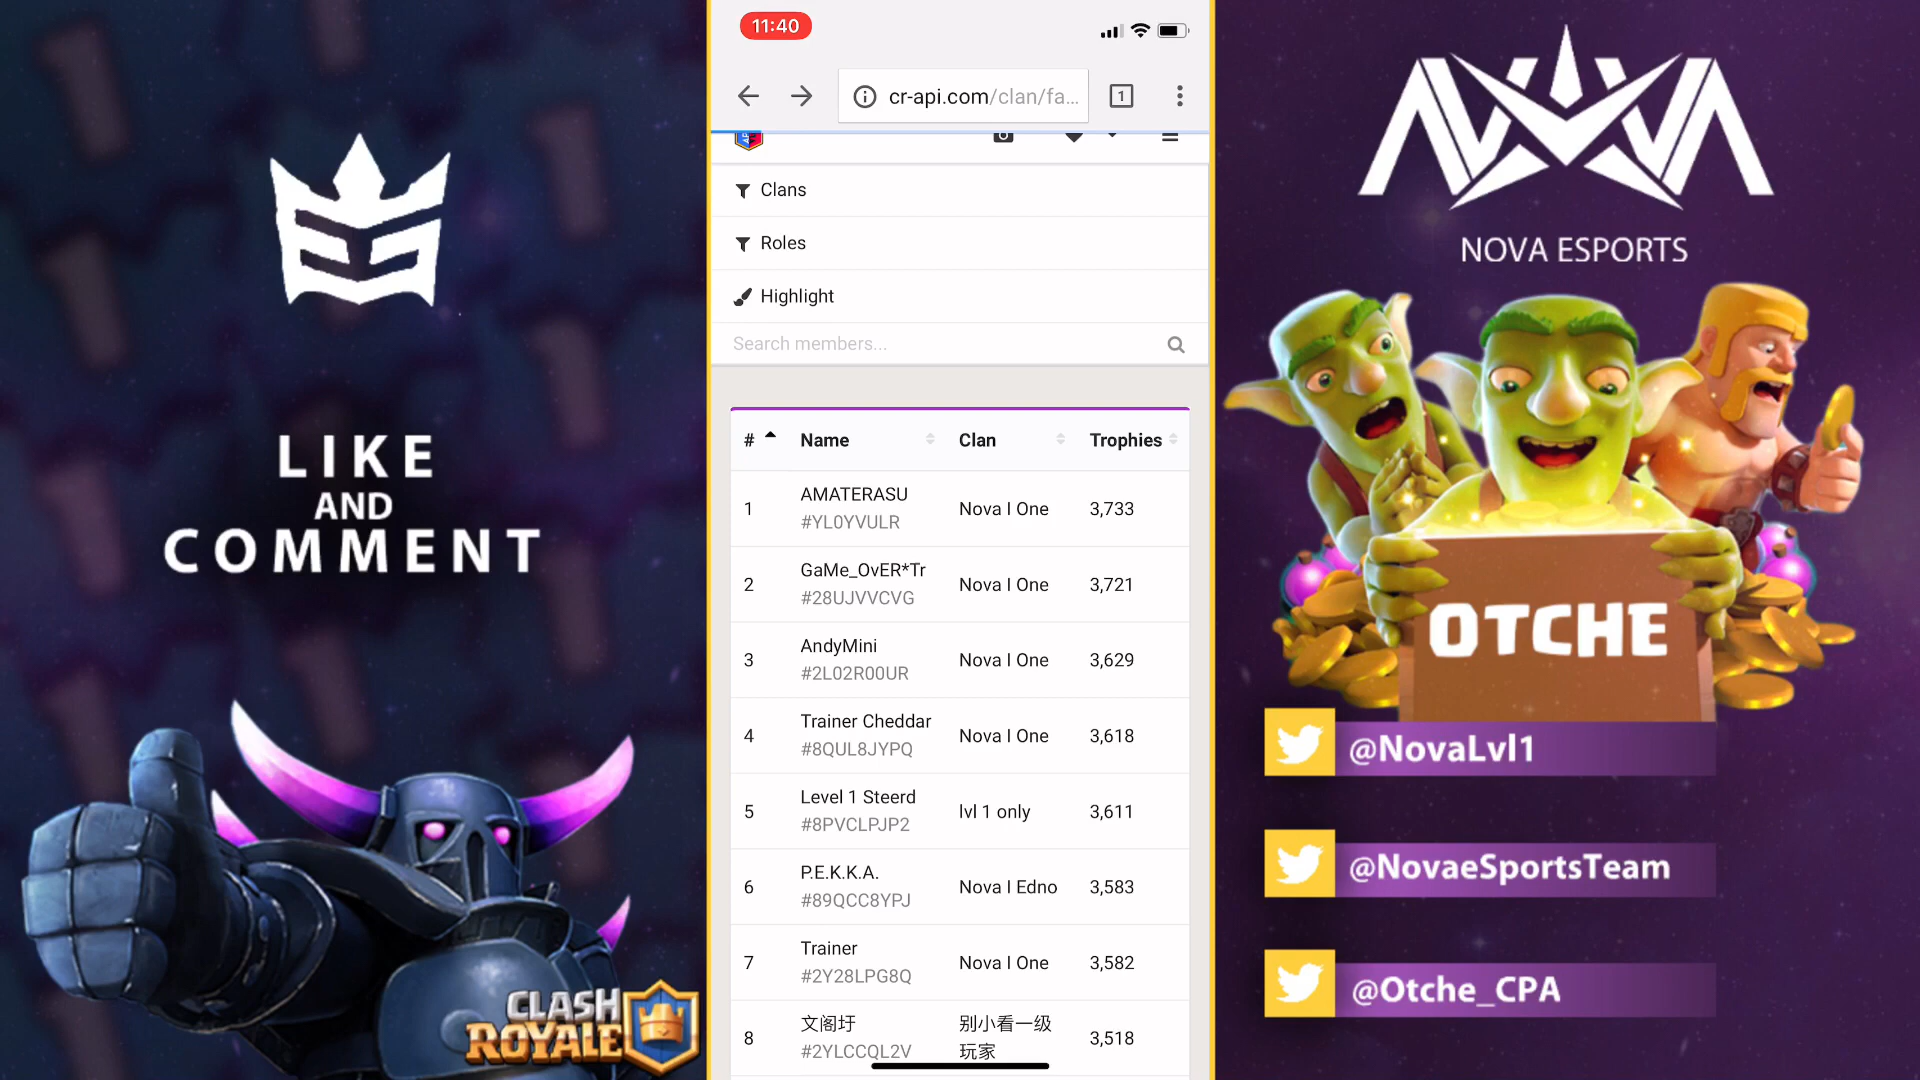 LIKE
AND
COMMENT
CLASH
ROYALE
11:40
cr-api.com/clan/fa...
1
Clans
Roles
Highlight
Search members...
# Name Clan Trophies
1 AMATERASU Nova l One 3,733
#YL0YVULR
2 GaMe_OvER*Tr Nova l One 3,721
#28UJVVCVG
3 AndyMini Nova l One 3,629
#2L02R00UR
4 Trainer Cheddar Nova l One 3,618
#8QUL8JYPQ
5 Level 1 Steerd lvl 1 only 3,611
#8PVCLPJP2
6 P.E.K.K.A. Nova l Edno 3,583
#89QCC8YPJ
7 Trainer Nova l One 3,582
#2Y28LPG8Q
8 文阁圩 别小看一级 3,518
#2YLCCQL2V 玩家
NOVA
NOVA ESPORTS
OTCHE
@NovaLvl1
@NovaeSportsTeam
@Otche_CPA